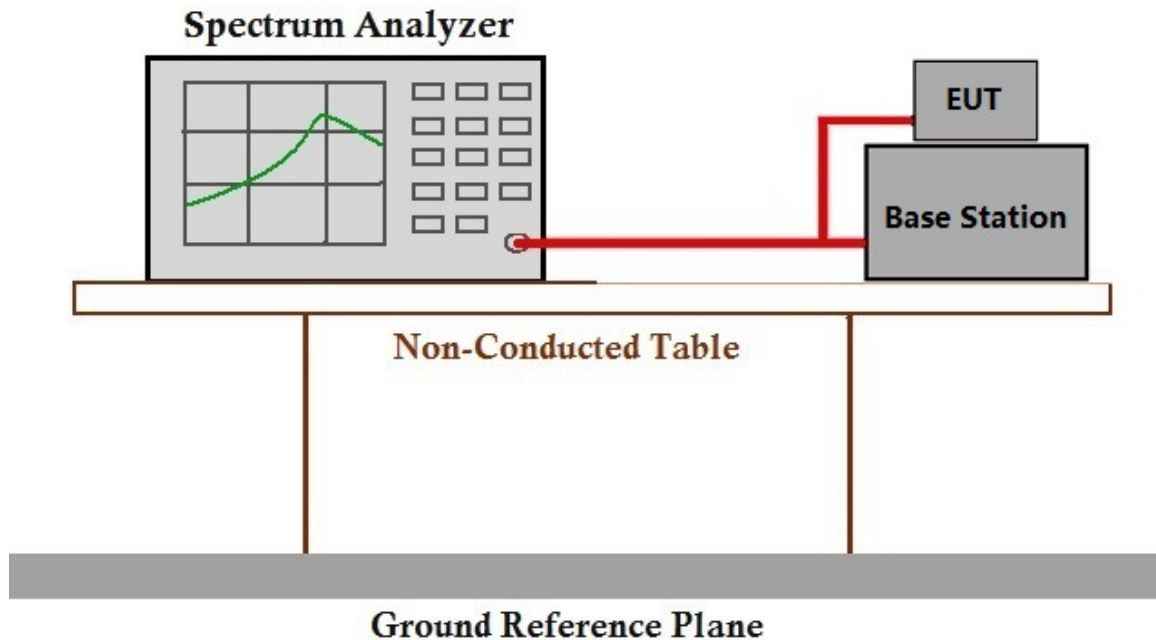 Spectrum Analyzer
EUT
Base Station
Non-Conducted Table
Ground Reference Plane